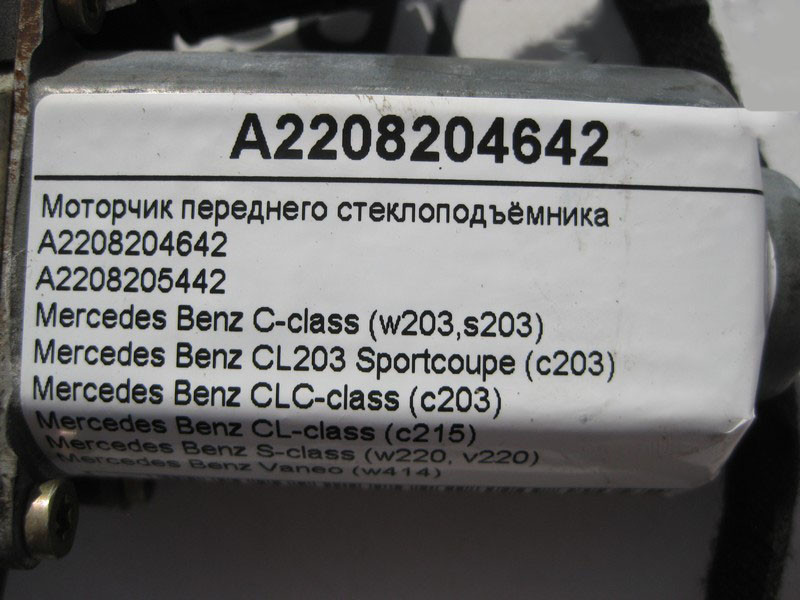 A2208204642
Моторчик переднего стеклоподъёмника
A2208204642
A2208205442
Mercedes Benz C-class (w203,s203)
Mercedes Benz CL203 Sportcoupe (c203)
Mercedes Benz CLC-class (c203)
Mercedes Benz CL-class (c215)
Mercedes Benz S-class (w220, v220)
Mercedes Benz Vaneo (w414)